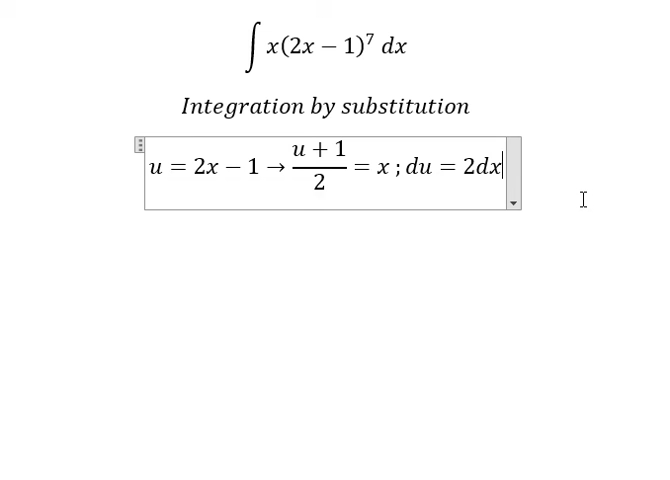 ∫ x(2x − 1)⁷ dx
Integration by substitution
u = 2x − 1 → (u + 1)/2 = x ; du = 2dx